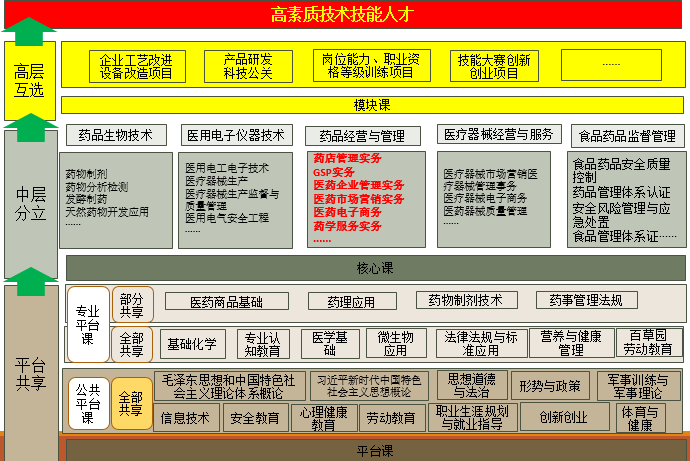 高素质技术技能人才
高层
互选
企业工艺改进
设备改造项目
产品研发
科技公关
岗位能力、职业资
格等级训练项目
技能大赛创新
创业项目
······
模块课
中层
分立
药品生物技术
医用电子仪器技术
药品经营与管理
医疗器械经营与服务
食品药品监督管理
药物制剂
药物分析检测
发酵制药
天然药物开发应用
······
医用电工电子技术
医疗器械生产
医疗器械生产监督与
质量管理
医用电气安全工程
······
药店管理实务
GSP实务
医药企业管理实务
医药市场营销实务
医药电子商务
药学服务实务
······
医疗器械市场营销医
疗器械管理事务
医疗器械电子商务
医药器械质量管理
······
食品药品安全质量
控制
药品管理体系认证
安全风险管理与应
急处置
食品管理体系证······
核心课
平台
共享
专业
平台
课
部分
共享
医药商品基础
药理应用
药物制剂技术
药事管理法规
全部
共享
基础化学
专业认
知教育
医学基
础
微生物
应用
法律法规与标
准应用
营养与健康
管理
百草园
劳动教育
公共
平台
课
全部
共享
毛泽东思想和中国特色社
会主义理论体系概论
习近平新时代中国特色
社会主义思想概论
思想道德
与法治
形势与政策
军事训练与
军事理论
信息技术
安全教育
心理健康
教育
劳动教育
职业生涯规划
与就业指导
创新创业
体育与
健康
平台课